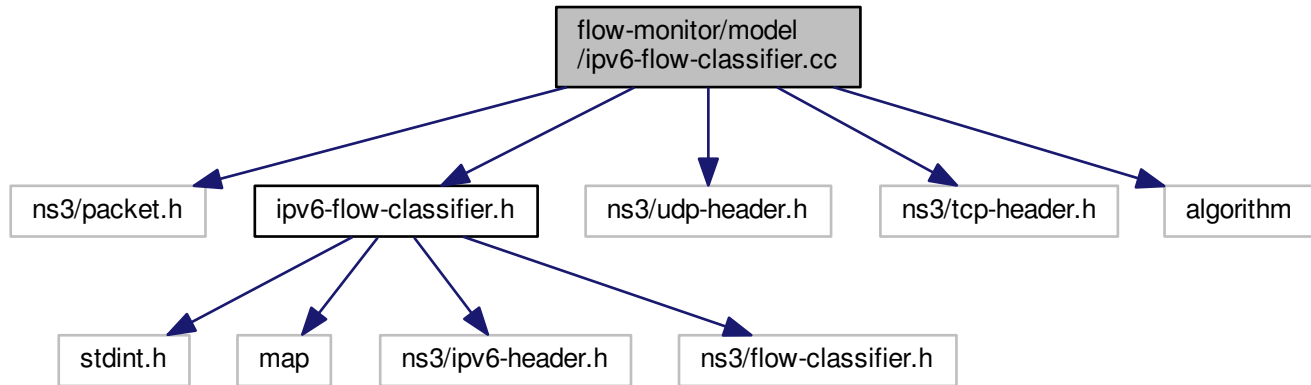 flow-monitor/model
/ipv6-flow-classifier.cc
ns3/packet.h
ipv6-flow-classifier.h
ns3/udp-header.h
ns3/tcp-header.h
algorithm
stdint.h
map
ns3/ipv6-header.h
ns3/flow-classifier.h